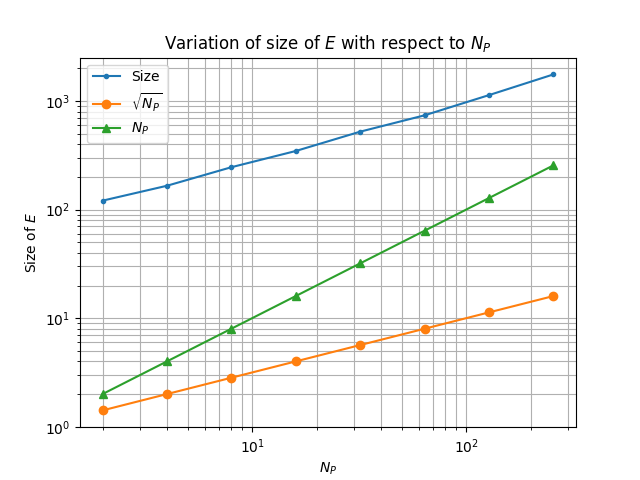 Variation of size of E with respect to N_P
Size
√N_P
N_P
Size of E
10^3
10^2
10^1
10^0
10^1
10^2
N_P